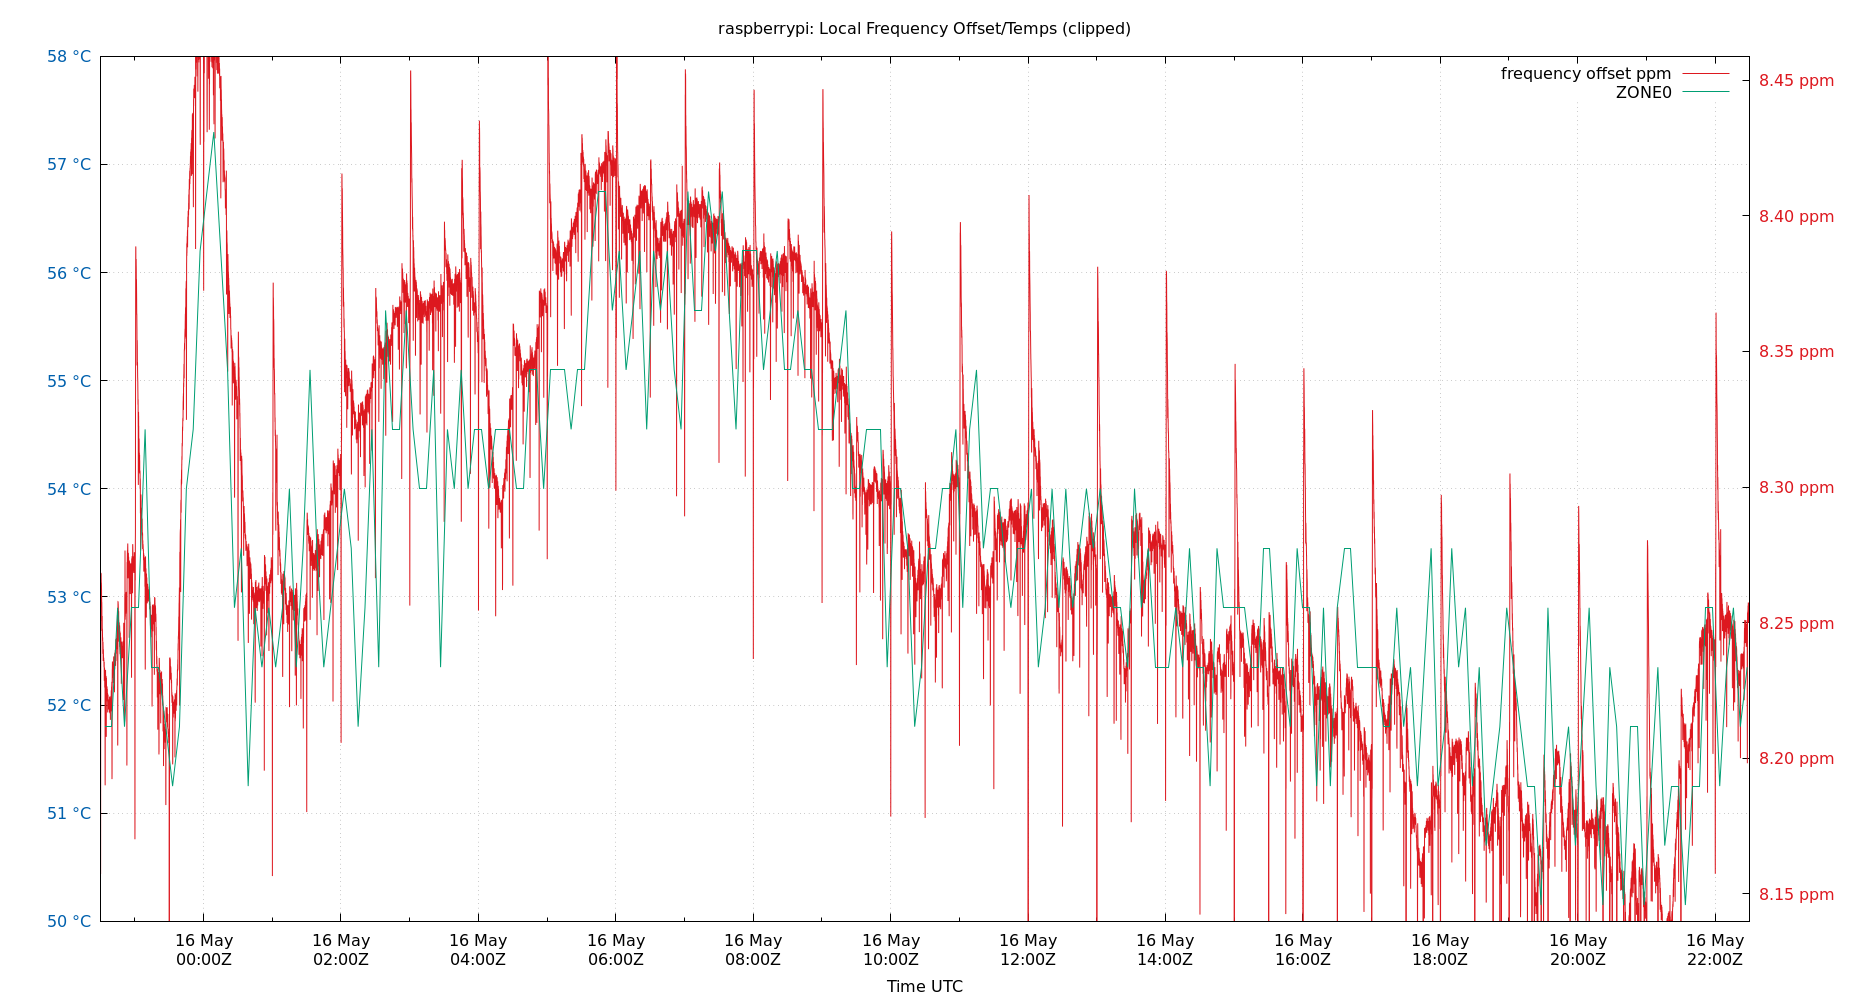 raspberrypi: Local Frequency Offset/Temps (clipped)
frequency offset ppm
ZONE0
58 °C
57 °C
56 °C
55 °C
54 °C
53 °C
52 °C
51 °C
50 °C
8.45 ppm
8.40 ppm
8.35 ppm
8.30 ppm
8.25 ppm
8.20 ppm
8.15 ppm
16 May 16 May 16 May 16 May 16 May 16 May 16 May 16 May 16 May 16 May 16 May 16 May
00:00Z 02:00Z 04:00Z 06:00Z 08:00Z 10:00Z 12:00Z 14:00Z 16:00Z 18:00Z 20:00Z 22:00Z
Time UTC